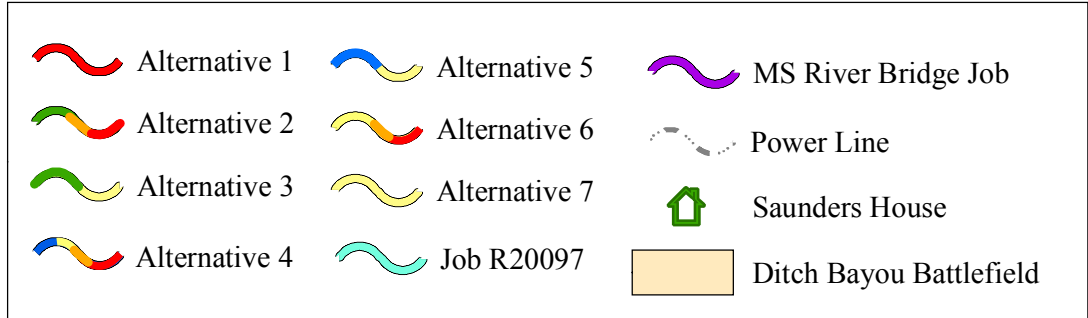 Alternative 1
Alternative 2
Alternative 3
Alternative 4
Alternative 5
Alternative 6
Alternative 7
Job R20097
MS River Bridge Job
Power Line
Saunders House
Ditch Bayou Battlefield